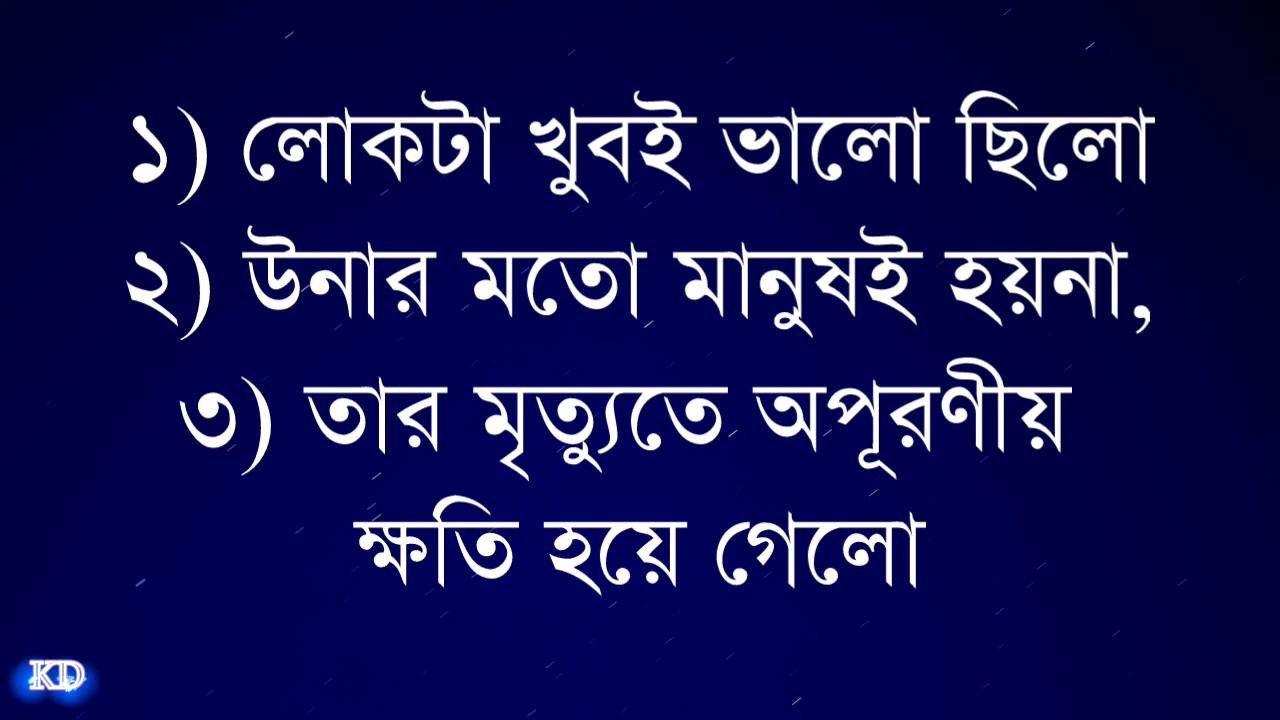 ১) লোকটা খুবই ভালো ছিলো
২) উনার মতো মানুষই হয়না,
৩) তার মৃত্যুতে অপূরণীয়
ক্ষতি হয়ে গেলো
KD